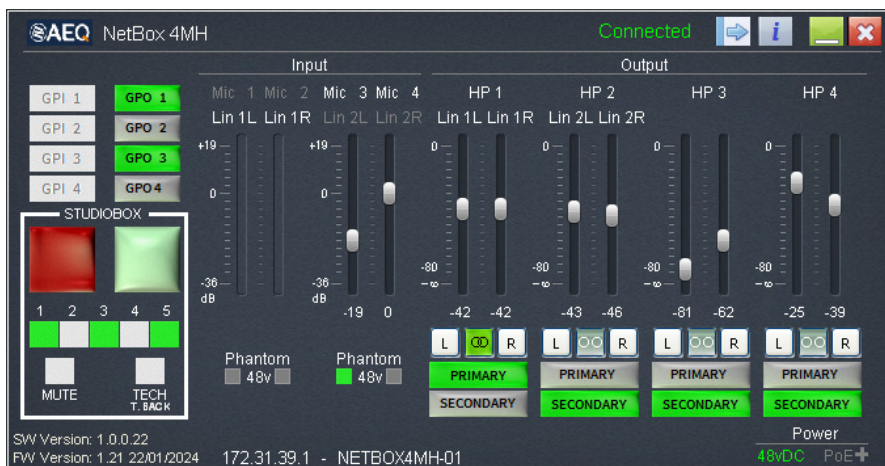 AEQ NetBox 4MH Connected i
Input Output
GPI 1 GPO 1 Mic 1 Mic 2 Mic 3 Mic 4 HP 1 HP 2 HP 3 HP 4
GPI 2 GPO 2 Lin 1L Lin 1R Lin 2L Lin 2R Lin 1L Lin 1R Lin 2L Lin 2R
GPI 3 GPO 3 +19 +19 0 0 0 0
GPI 4 GPO4 0 0
STUDIOBOX
-80 -80 -80 -80
-36 -36 -∞ -∞ -∞ -∞
dB dB
1 2 3 4 5 -19 0 -42 -42 -43 -46 -81 -62 -25 -39
L R L R L R L R
Phantom Phantom
48v 48v PRIMARY PRIMARY PRIMARY PRIMARY
MUTE TECH SECONDARY SECONDARY SECONDARY SECONDARY
T. BACK
SW Version: 1.0.0.22 Power
FW Version: 1.21 22/01/2024 172.31.39.1 - NETBOX4MH-01 48vDC PoE+